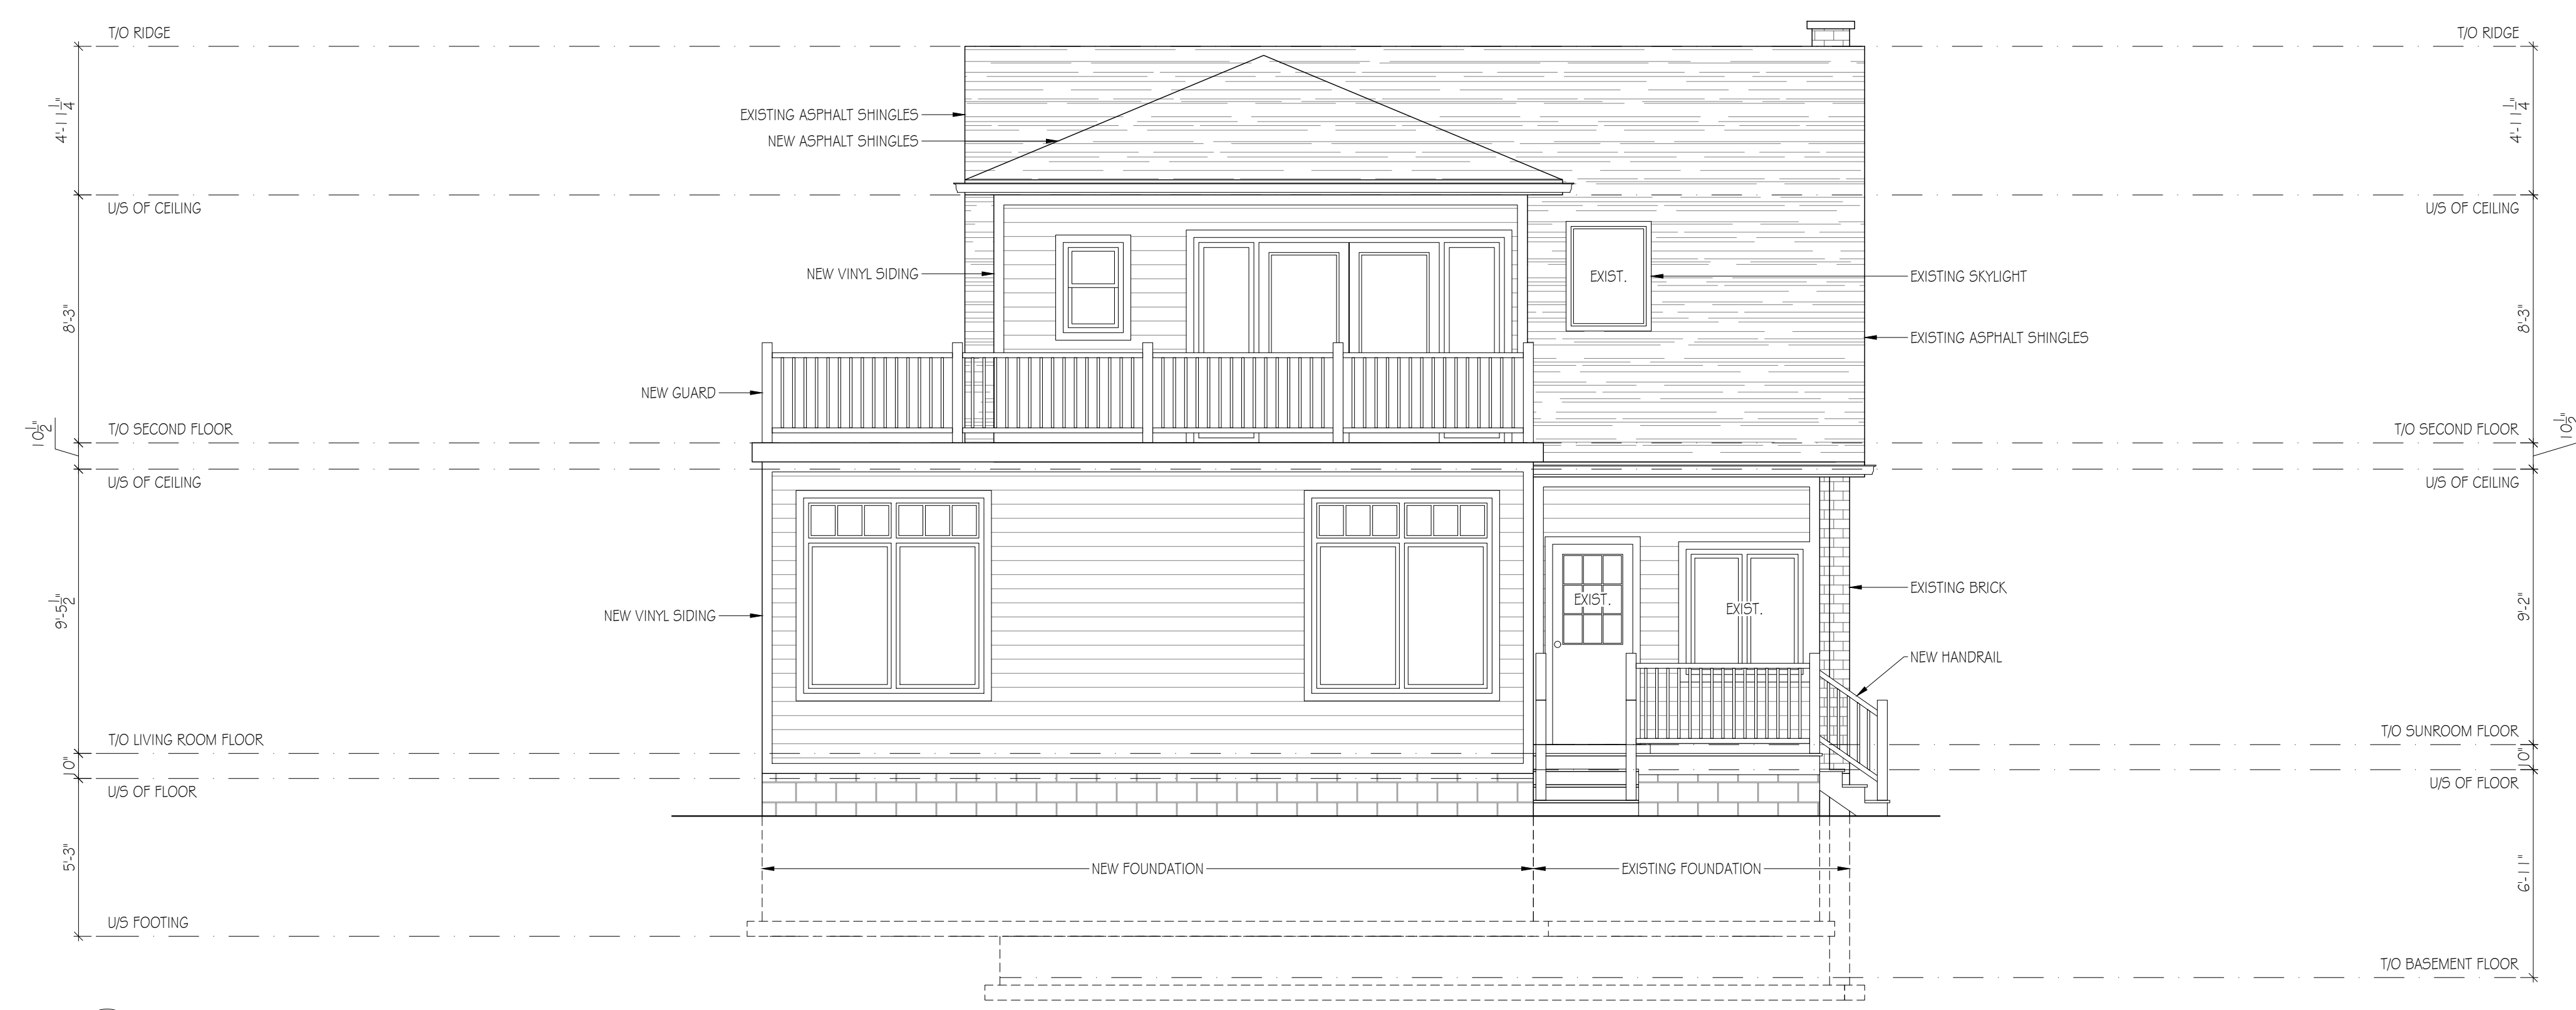 T/O RIDGE
T/O RIDGE
4'-11 1/4"
4'-11 1/4"
EXISTING ASPHALT SHINGLES
NEW ASPHALT SHINGLES
U/S OF CEILING
U/S OF CEILING
NEW VINYL SIDING
EXIST.
EXISTING SKYLIGHT
8'-3"
8'-3"
EXISTING ASPHALT SHINGLES
NEW GUARD
T/O SECOND FLOOR
T/O SECOND FLOOR
10 1/2"
10 1/2"
U/S OF CEILING
U/S OF CEILING
EXISTING BRICK
EXIST.
EXIST.
9'-5 1/2"
9'-2"
NEW VINYL SIDING
NEW HANDRAIL
T/O LIVING ROOM FLOOR
T/O SUNROOM FLOOR
10"
10"
U/S OF FLOOR
U/S OF FLOOR
5'-3"
6'-11"
NEW FOUNDATION
EXISTING FOUNDATION
U/S FOOTING
T/O BASEMENT FLOOR